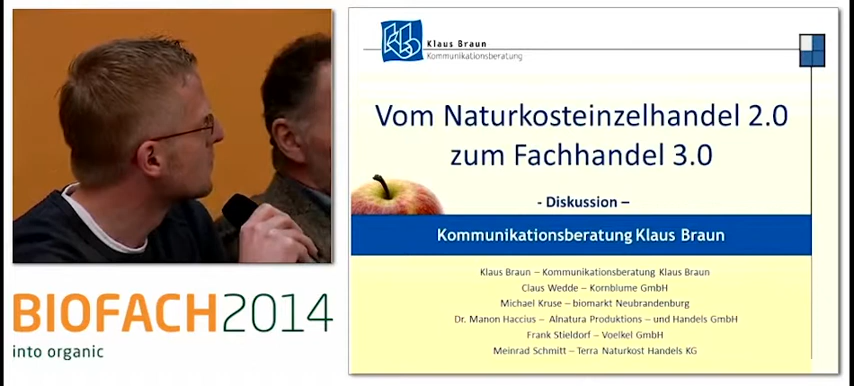 Klaus Braun
Kommunikationsberatung
Vom Naturkosteinzelhandel 2.0
zum Fachhandel 3.0
- Diskussion –
Kommunikationsberatung Klaus Braun
Klaus Braun – Kommunikationsberatung Klaus Braun
Claus Wedde – Kornblume GmbH
Michael Kruse – biomarkt Neubrandenburg
Dr. Manon Haccius – Alnatura Produktions – und Handels GmbH
Frank Stieldorf – Voelkel GmbH
Meinrad Schmitt – Terra Naturkost Handels KG
BIOFACH2014
into organic